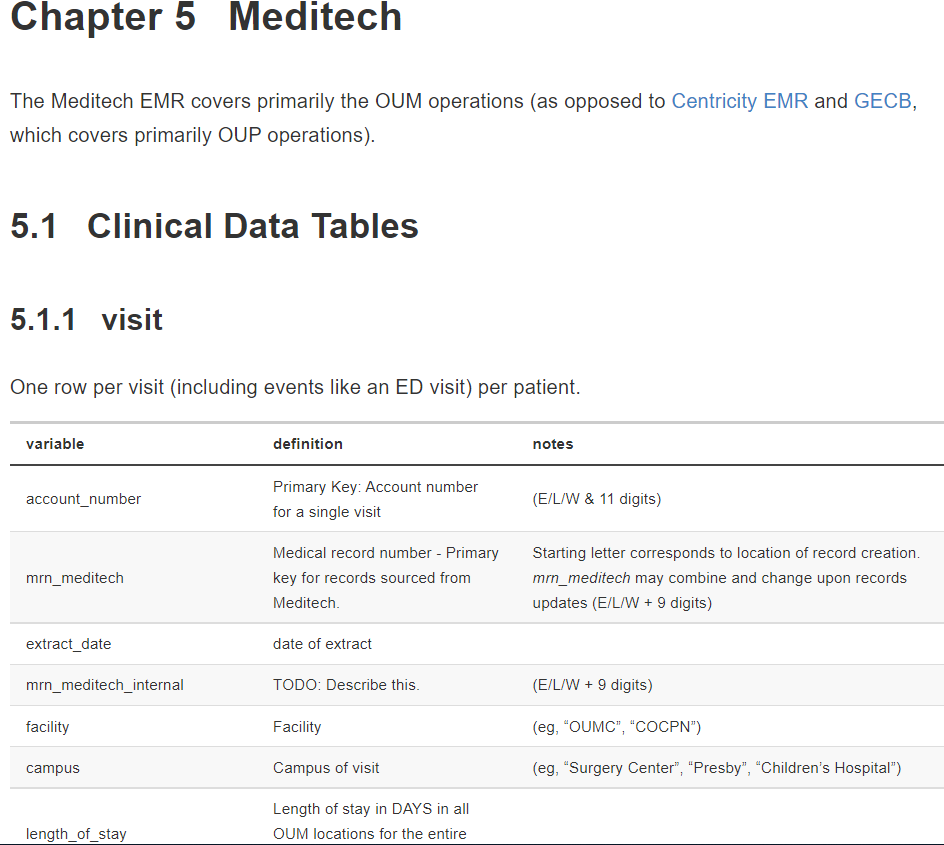 Chapter 5 Meditech
The Meditech EMR covers primarily the OUM operations (as opposed to Centricity EMR and GECB,
which covers primarily OUP operations).
5.1 Clinical Data Tables
5.1.1 visit
One row per visit (including events like an ED visit) per patient.
variable definition notes
account_number Primary Key: Account number
for a single visit (E/L/W & 11 digits)
mrn_meditech Medical record number - Primary
key for records sourced from
Meditech. Starting letter corresponds to location of record creation.
mrn_meditech may combine and change upon records
updates (E/L/W + 9 digits)
extract_date date of extract
mrn_meditech_internal TODO: Describe this. (E/L/W + 9 digits)
facility Facility (eg, “OUMC”, “COCPN”)
campus Campus of visit (eg, “Surgery Center”, “Presby”, “Children’s Hospital”)
length_of_stay Length of stay in DAYS in all
OUM locations for the entire